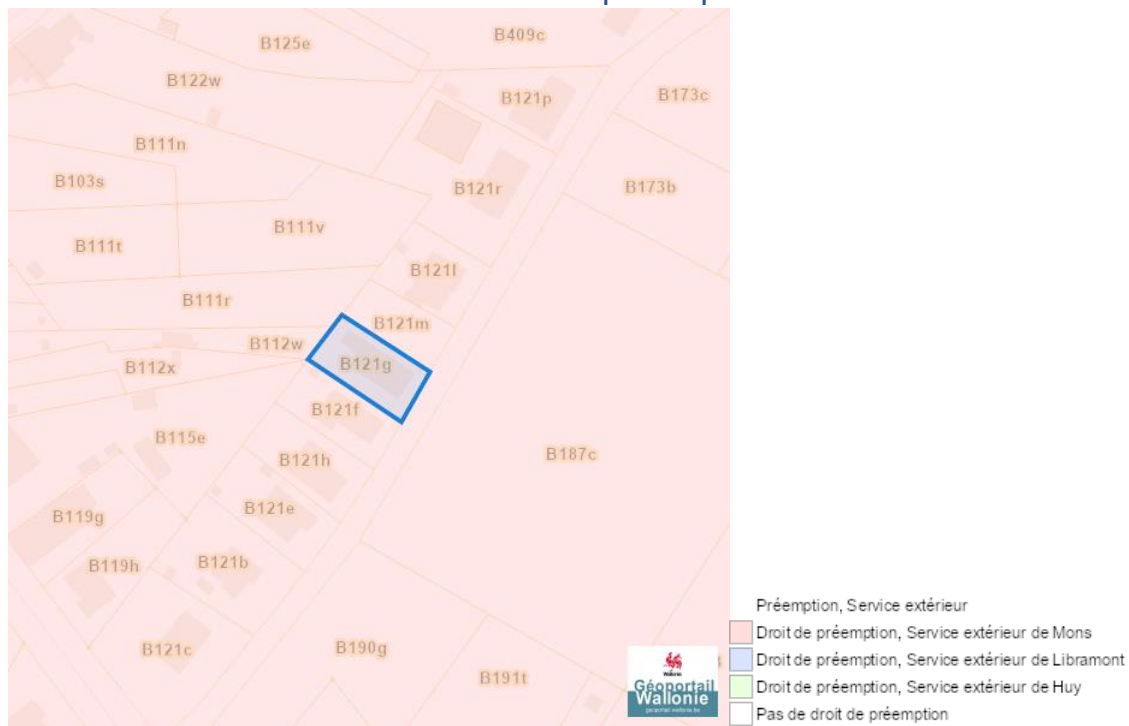 B125e
B409c
B122w
B121p
B173c
B111n
B103s
B121r
B173b
B111v
B111t
B121l
B111r
B121m
B112w
B121g
B112x
B121f
B115e
B187c
B121h
B121e
B119g
B121b
B119h
B121c
B190g
B191t
Wallonie
Géoportail
Wallonie
geoportail.wallonie.be
Préemption, Service extérieur
Droit de préemption, Service extérieur de Mons
Droit de préemption, Service extérieur de Libramont
Droit de préemption, Service extérieur de Huy
Pas de droit de préemption